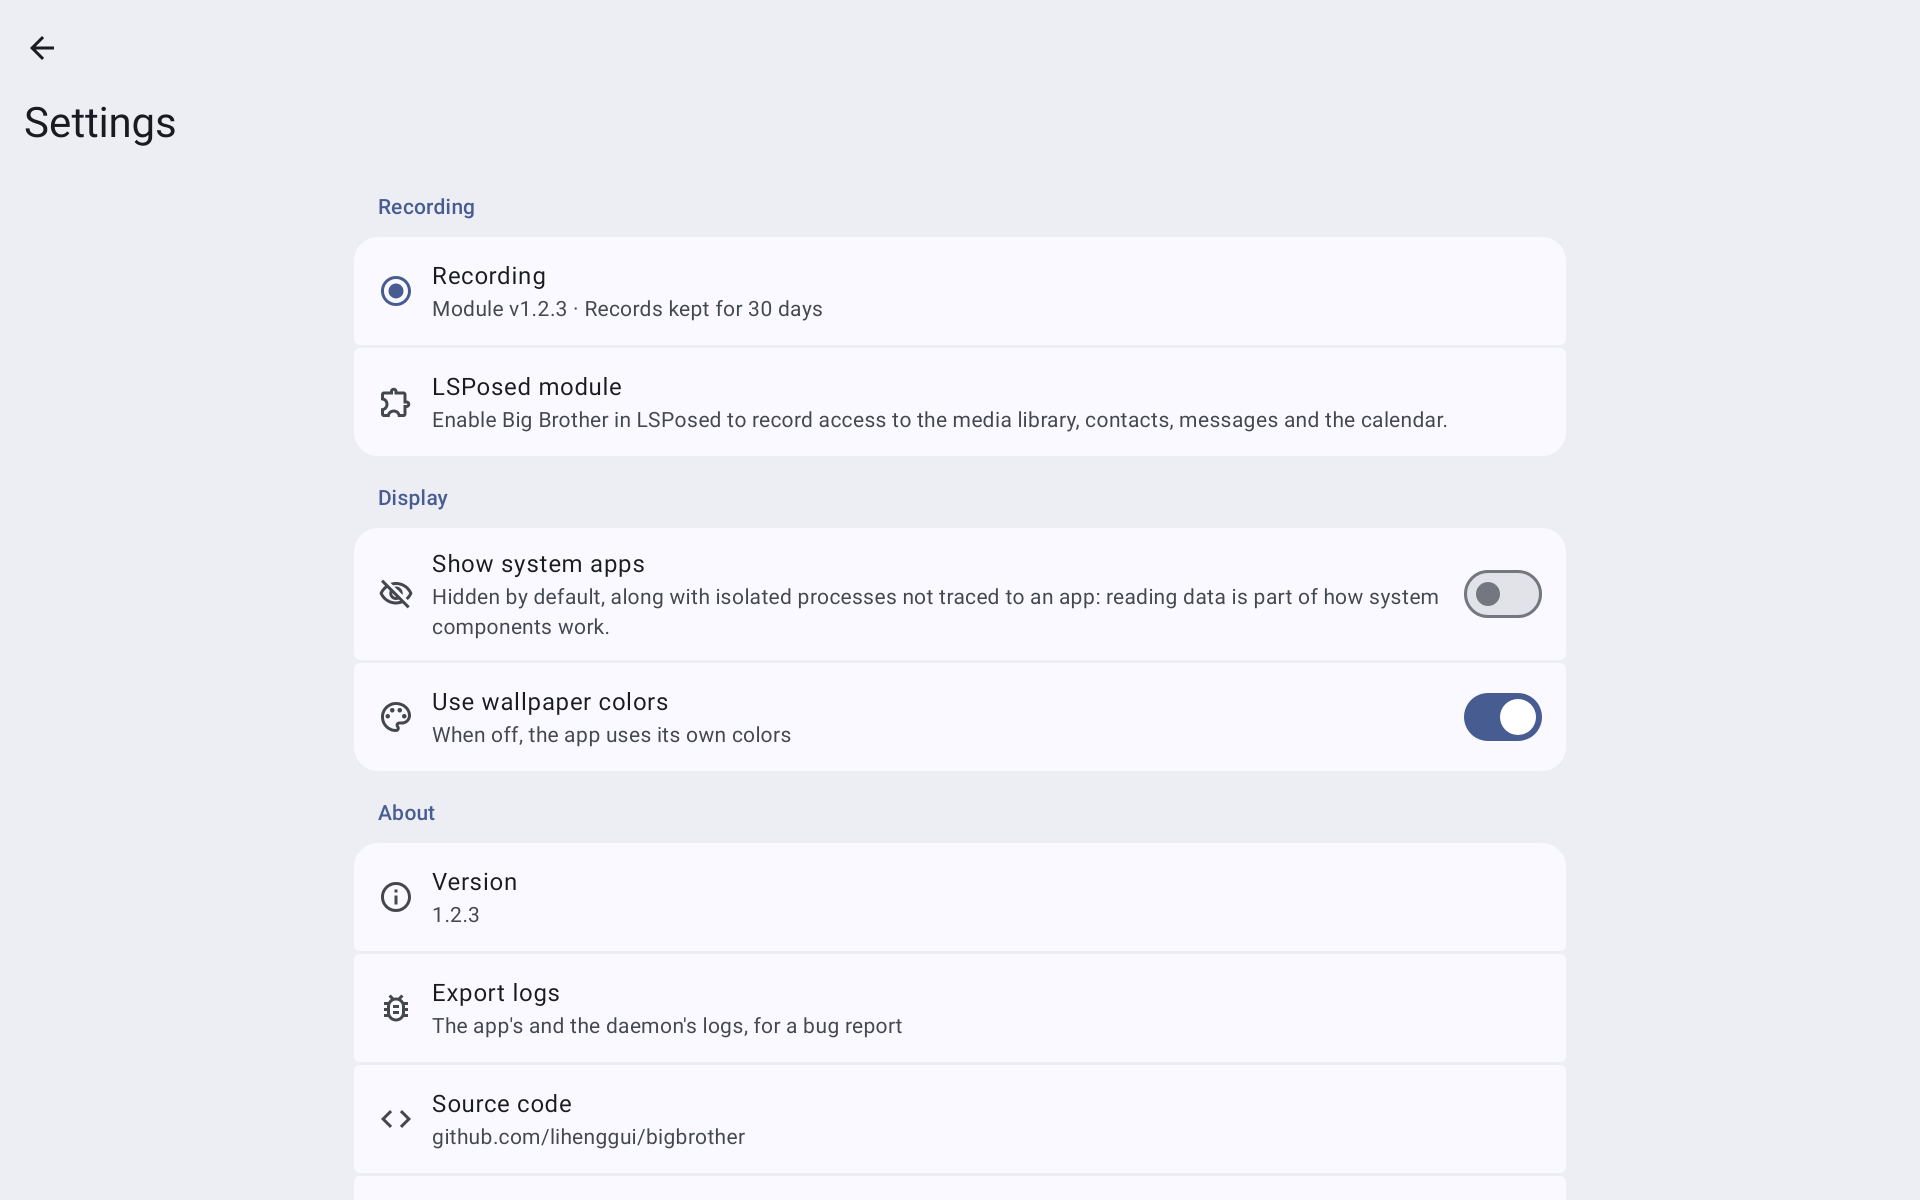 Settings
Recording
Recording
Module v1.2.3 · Records kept for 30 days
LSPosed module
Enable Big Brother in LSPosed to record access to the media library, contacts, messages and the calendar.
Display
Show system apps
Hidden by default, along with isolated processes not traced to an app: reading data is part of how system
components work.
Use wallpaper colors
When off, the app uses its own colors
About
Version
1.2.3
Export logs
The app's and the daemon's logs, for a bug report
Source code
github.com/lihenggui/bigbrother